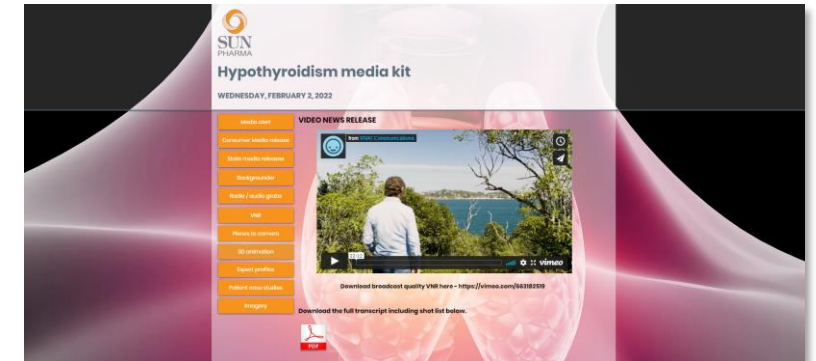 SUN
PHARMA
Hypothyroidism media kit
WEDNESDAY, FEBRUARY 2, 2022
Media alert
Consumer media release
State media releases
Backgrounder
Radio / audio grabs
VNR
Pieces to camera
3D animation
Expert profiles
Patient case studies
Imagery
VIDEO NEWS RELEASE
from VIVA! Communications
vimeo
Download broadcast quality VNR here - https://vimeo.com/663182519
Download the full transcript including shot list below.
PDF